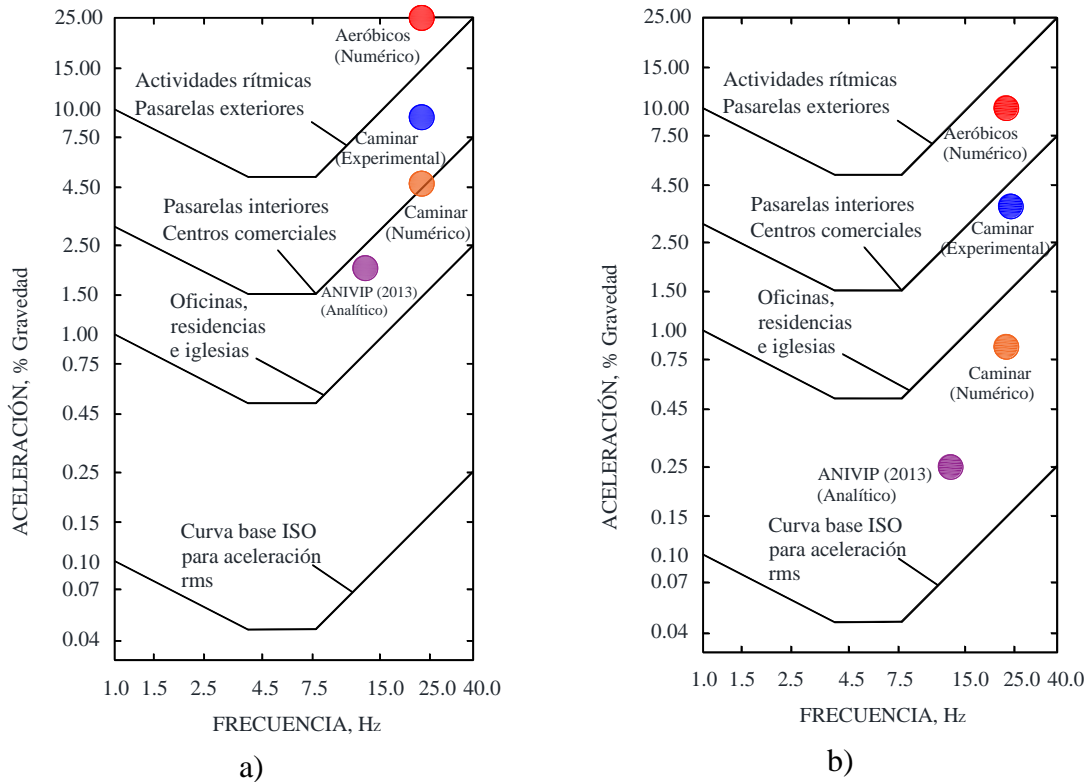 25.00
15.00
10.00
7.50
4.50
2.50
1.50
1.00
0.75
0.45
0.25
0.15
0.10
0.07
0.04
ACELERACIÓN, % Gravedad
Aeróbicos
(Numérico)
Actividades rítmicas
Pasarelas exteriores
Caminar
(Experimental)
Pasarelas interiores
Centros comerciales
Caminar
(Numérico)
Oficinas,
residencias
e iglesias
ANIVIP (2013)
(Analítico)
Curva base ISO
para aceleración
rms
1.0 1.5 4.5 7.5 15.0 25.0 40.0
FRECUENCIA, Hz
a)
25.00
15.00
10.00
7.50
4.50
2.50
1.50
1.00
0.75
0.45
0.25
0.15
0.10
0.07
0.04
ACELERACIÓN, % Gravedad
Actividades rítmicas
Pasarelas exteriores
Aeróbicos
(Numérico)
Pasarelas interiores
Centros comerciales
Caminar
(Experimental)
Oficinas,
residencias
e iglesias
Caminar
(Numérico)
ANIVIP (2013)
(Analítico)
Curva base ISO
para aceleración
rms
1.0 1.5 4.5 7.5 15.0 25.0 40.0
FRECUENCIA, Hz
b)